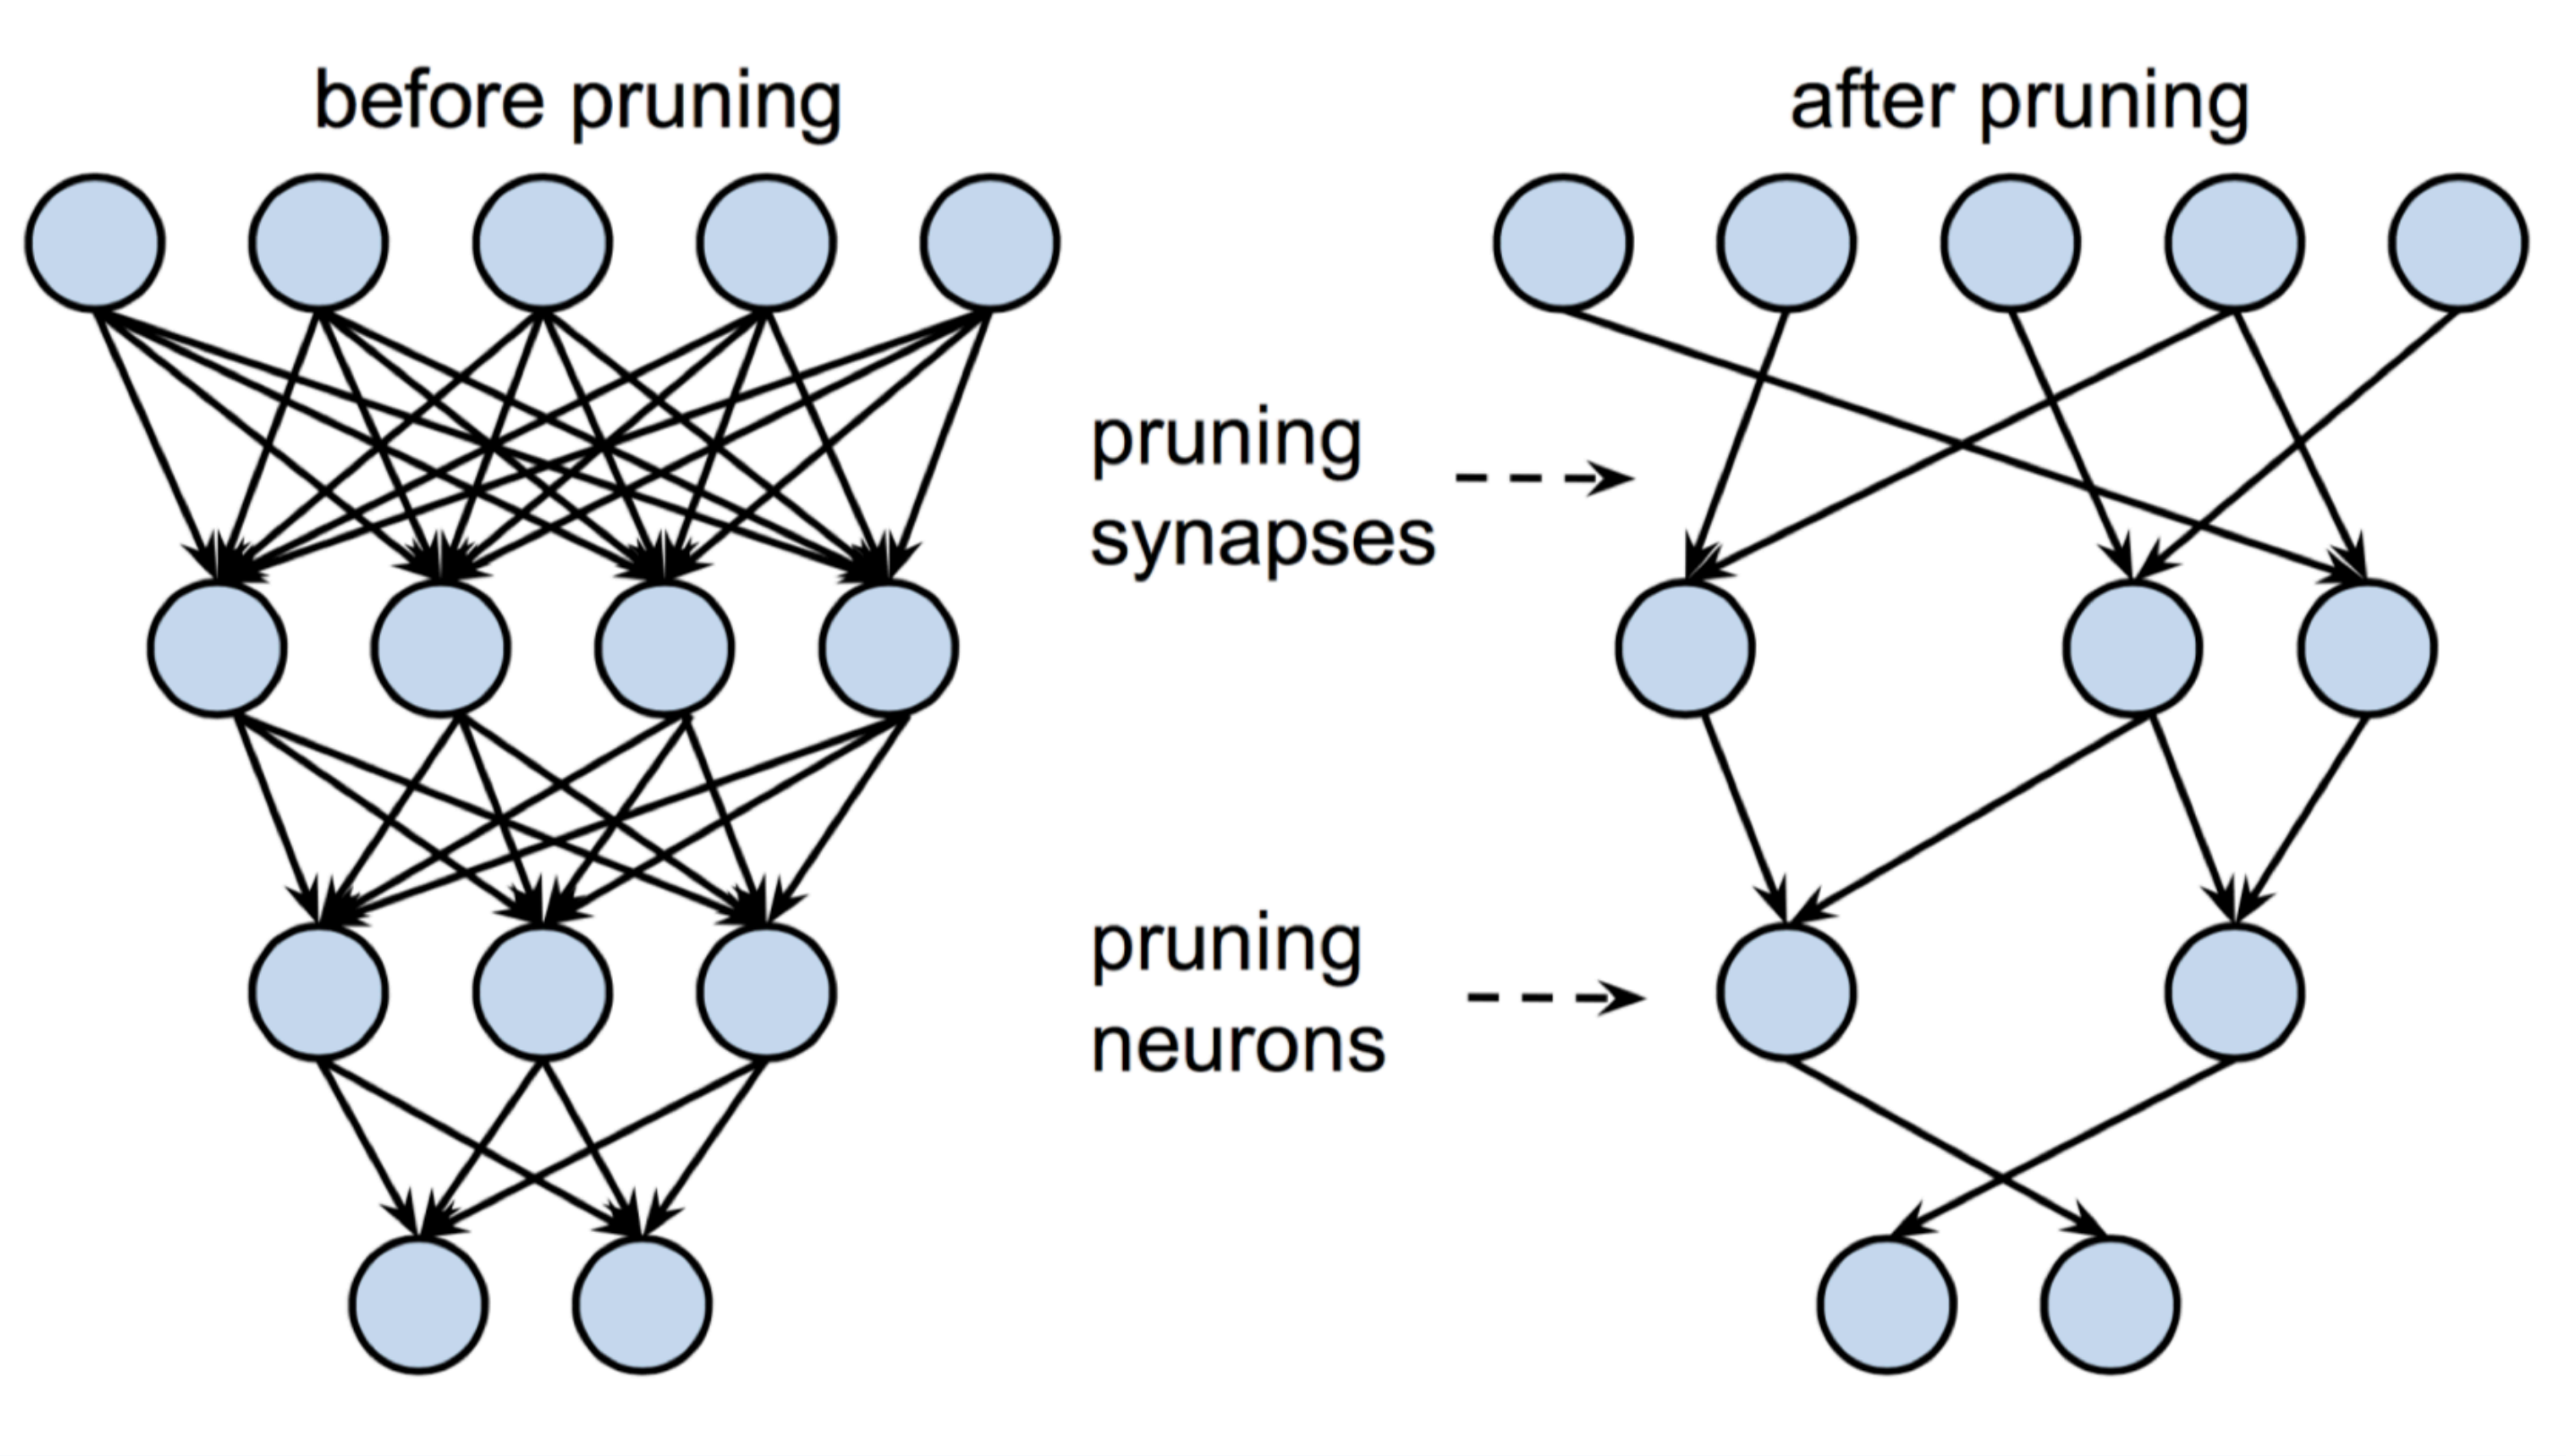 before pruning
after pruning
pruning
synapses
pruning
neurons